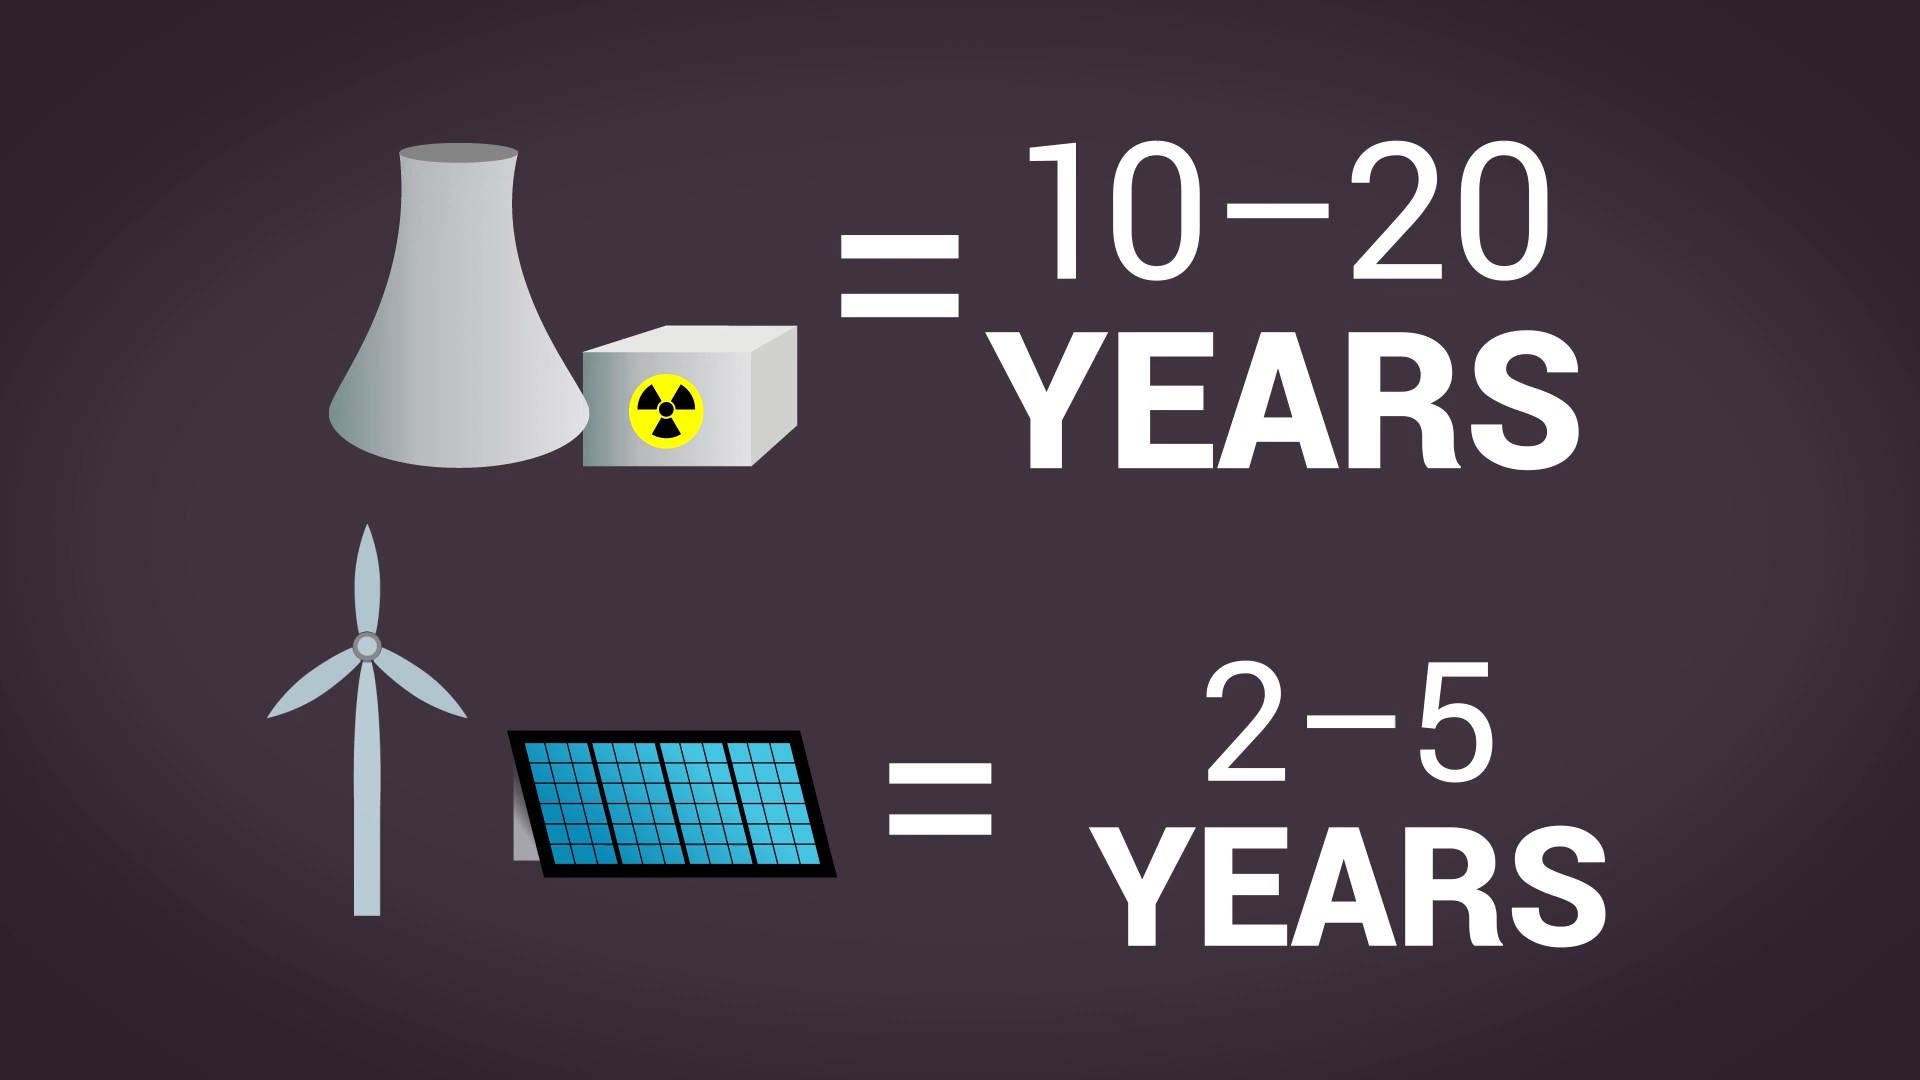 = 10–20
YEARS
= 2–5
YEARS